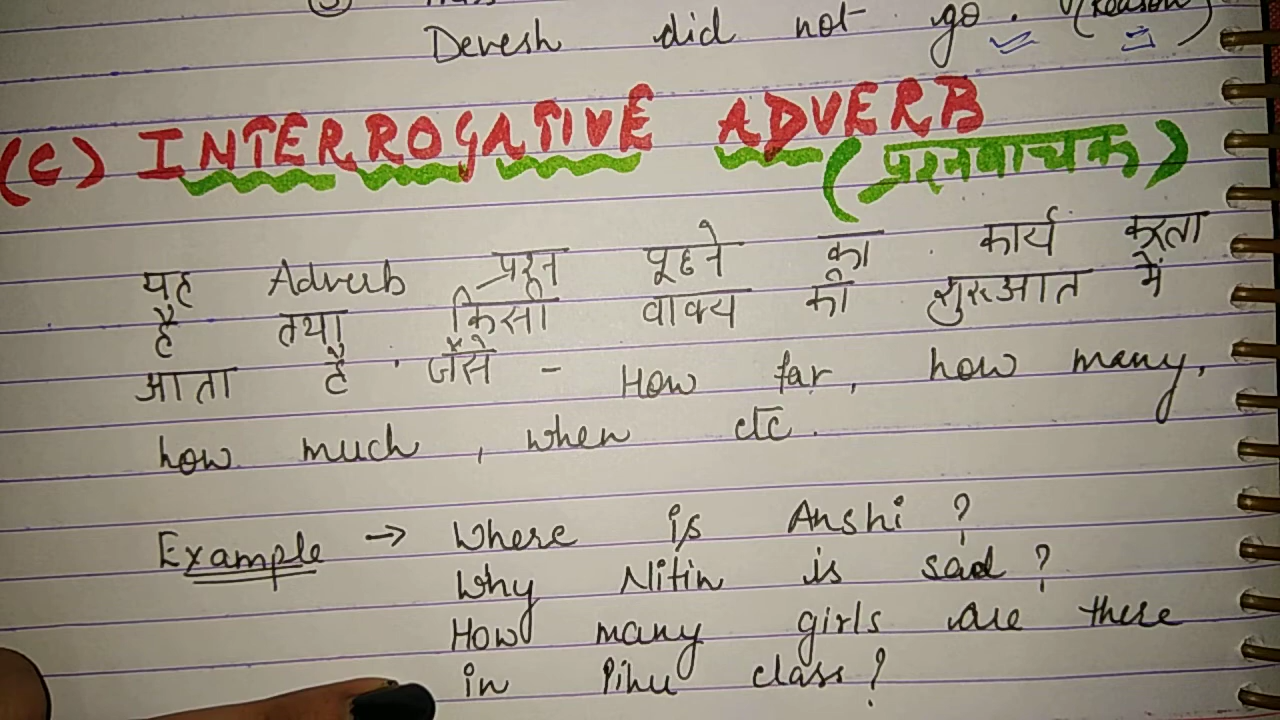 Devesh did not go. (Reason)
(C) INTERROGATIVE ADVERB
(प्रश्नवाचक)
यह Adverb प्रश्न पूछने का कार्य करता
है तथा किसी वाक्य की शुरुआत में
आता है. जैसे - How far, how many,
how much, when etc.
Example → Where is Anshi ?
Why Nitin is sad ?
How many girls are there
in Pihu class ?